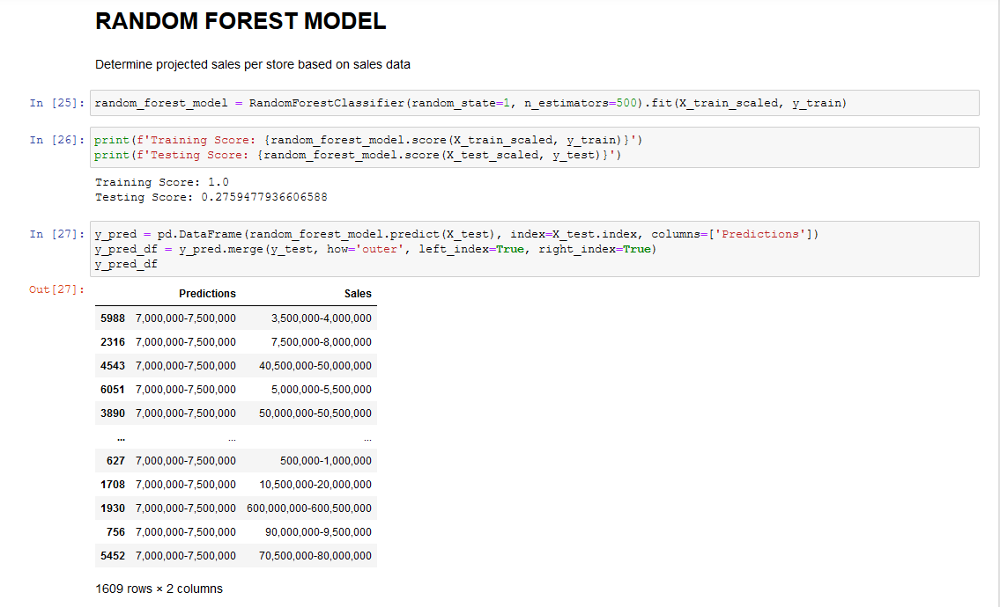 RANDOM FOREST MODEL
Determine projected sales per store based on sales data
In [25]: random_forest_model = RandomForestClassifier(random_state=1, n_estimators=500).fit(X_train_scaled, y_train)
In [26]: print(f'Training Score: {random_forest_model.score(X_train_scaled, y_train)}')
print(f'Testing Score: {random_forest_model.score(X_test_scaled, y_test)}')
Training Score: 1.0
Testing Score: 0.2759477936606588
In [27]: y_pred = pd.DataFrame(random_forest_model.predict(X_test), index=X_test.index, columns=['Predictions'])
y_pred_df = y_pred.merge(y_test, how='outer', left_index=True, right_index=True)
y_pred_df
Out[27]: Predictions Sales
5988 7,000,000-7,500,000 3,500,000-4,000,000
2316 7,000,000-7,500,000 7,500,000-8,000,000
4543 7,000,000-7,500,000 40,500,000-50,000,000
6051 7,000,000-7,500,000 5,000,000-5,500,000
3890 7,000,000-7,500,000 50,000,000-50,500,000
... ... ...
627 7,000,000-7,500,000 500,000-1,000,000
1708 7,000,000-7,500,000 10,500,000-20,000,000
1930 7,000,000-7,500,000 600,000,000-600,500,000
756 7,000,000-7,500,000 90,000,000-9,500,000
5452 7,000,000-7,500,000 70,500,000-80,000,000
1609 rows × 2 columns